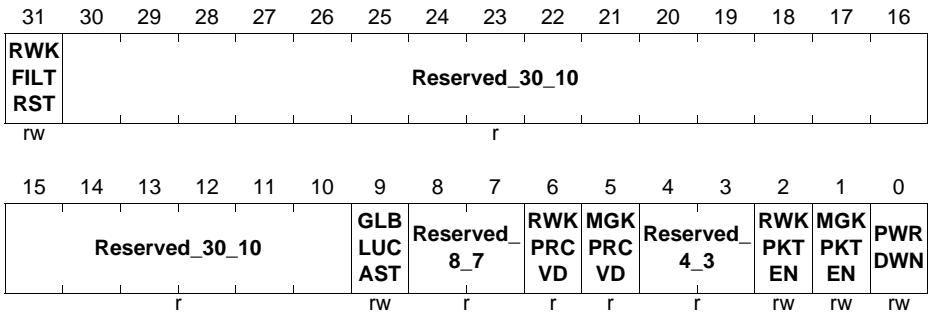 31 30 29 28 27 26 25 24 23 22 21 20 19 18 17 16
RWK
FILT
RST
Reserved_30_10
rw r
15 14 13 12 11 10 9 8 7 6 5 4 3 2 1 0
Reserved_30_10
GLB
LUC
AST
Reserved_
8_7
RWK
PRC
VD
MGK
PRC
VD
Reserved_
4_3
RWK
PKT
EN
MGK
PKT
EN
PWR
DWN
r rw r r r r rw rw rw